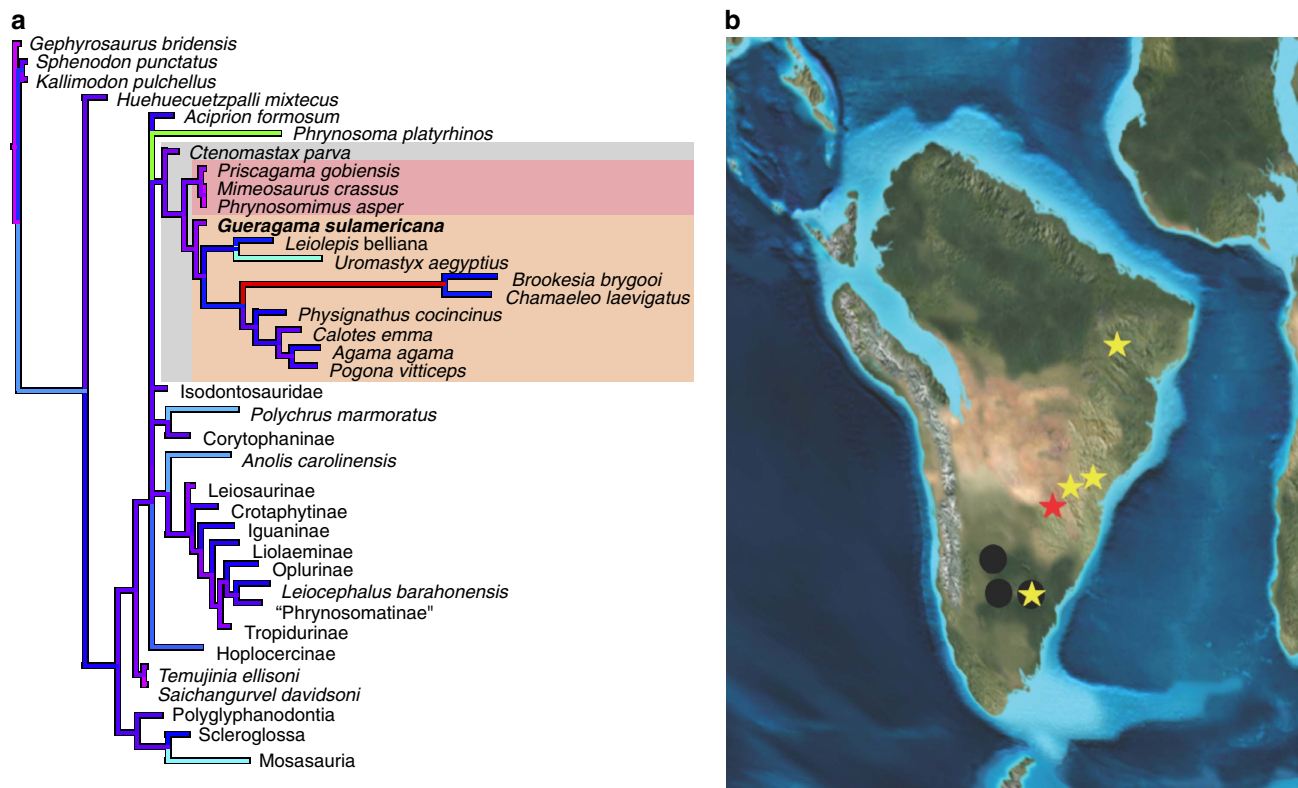 a
Gephyrosaurus bridensis
Sphenodon punctatus
Kallimodon pulchellus
Huehuecuetzpalli mixtecus
Aciprion formosum
Phrynosoma platyrhinos
Ctenomastax parva
Priscagama gobiensis
Mimeosaurus crassus
Phrynosomimus asper
Gueragama sulamericana
Leiolepis belliana
Uromastyx aegyptius
Brookesia brygooi
Chamaeleo laevigatus
Physignathus cocincinus
Calotes emma
Agama agama
Pogona vitticeps
Isodontosauridae
Polychrus marmoratus
Corytophaninae
Anolis carolinensis
Leiosaurinae
Crotaphytinae
Iguaninae
Liolaeminae
Oplurinae
Leiocephalus barahonensis
“Phrynosomatinae"
Tropidurinae
Hoplocercinae
Temujinia ellisoni
Saichangurvel davidsoni
Polyglyphanodontia
Scleroglossa
Mosasauria
b